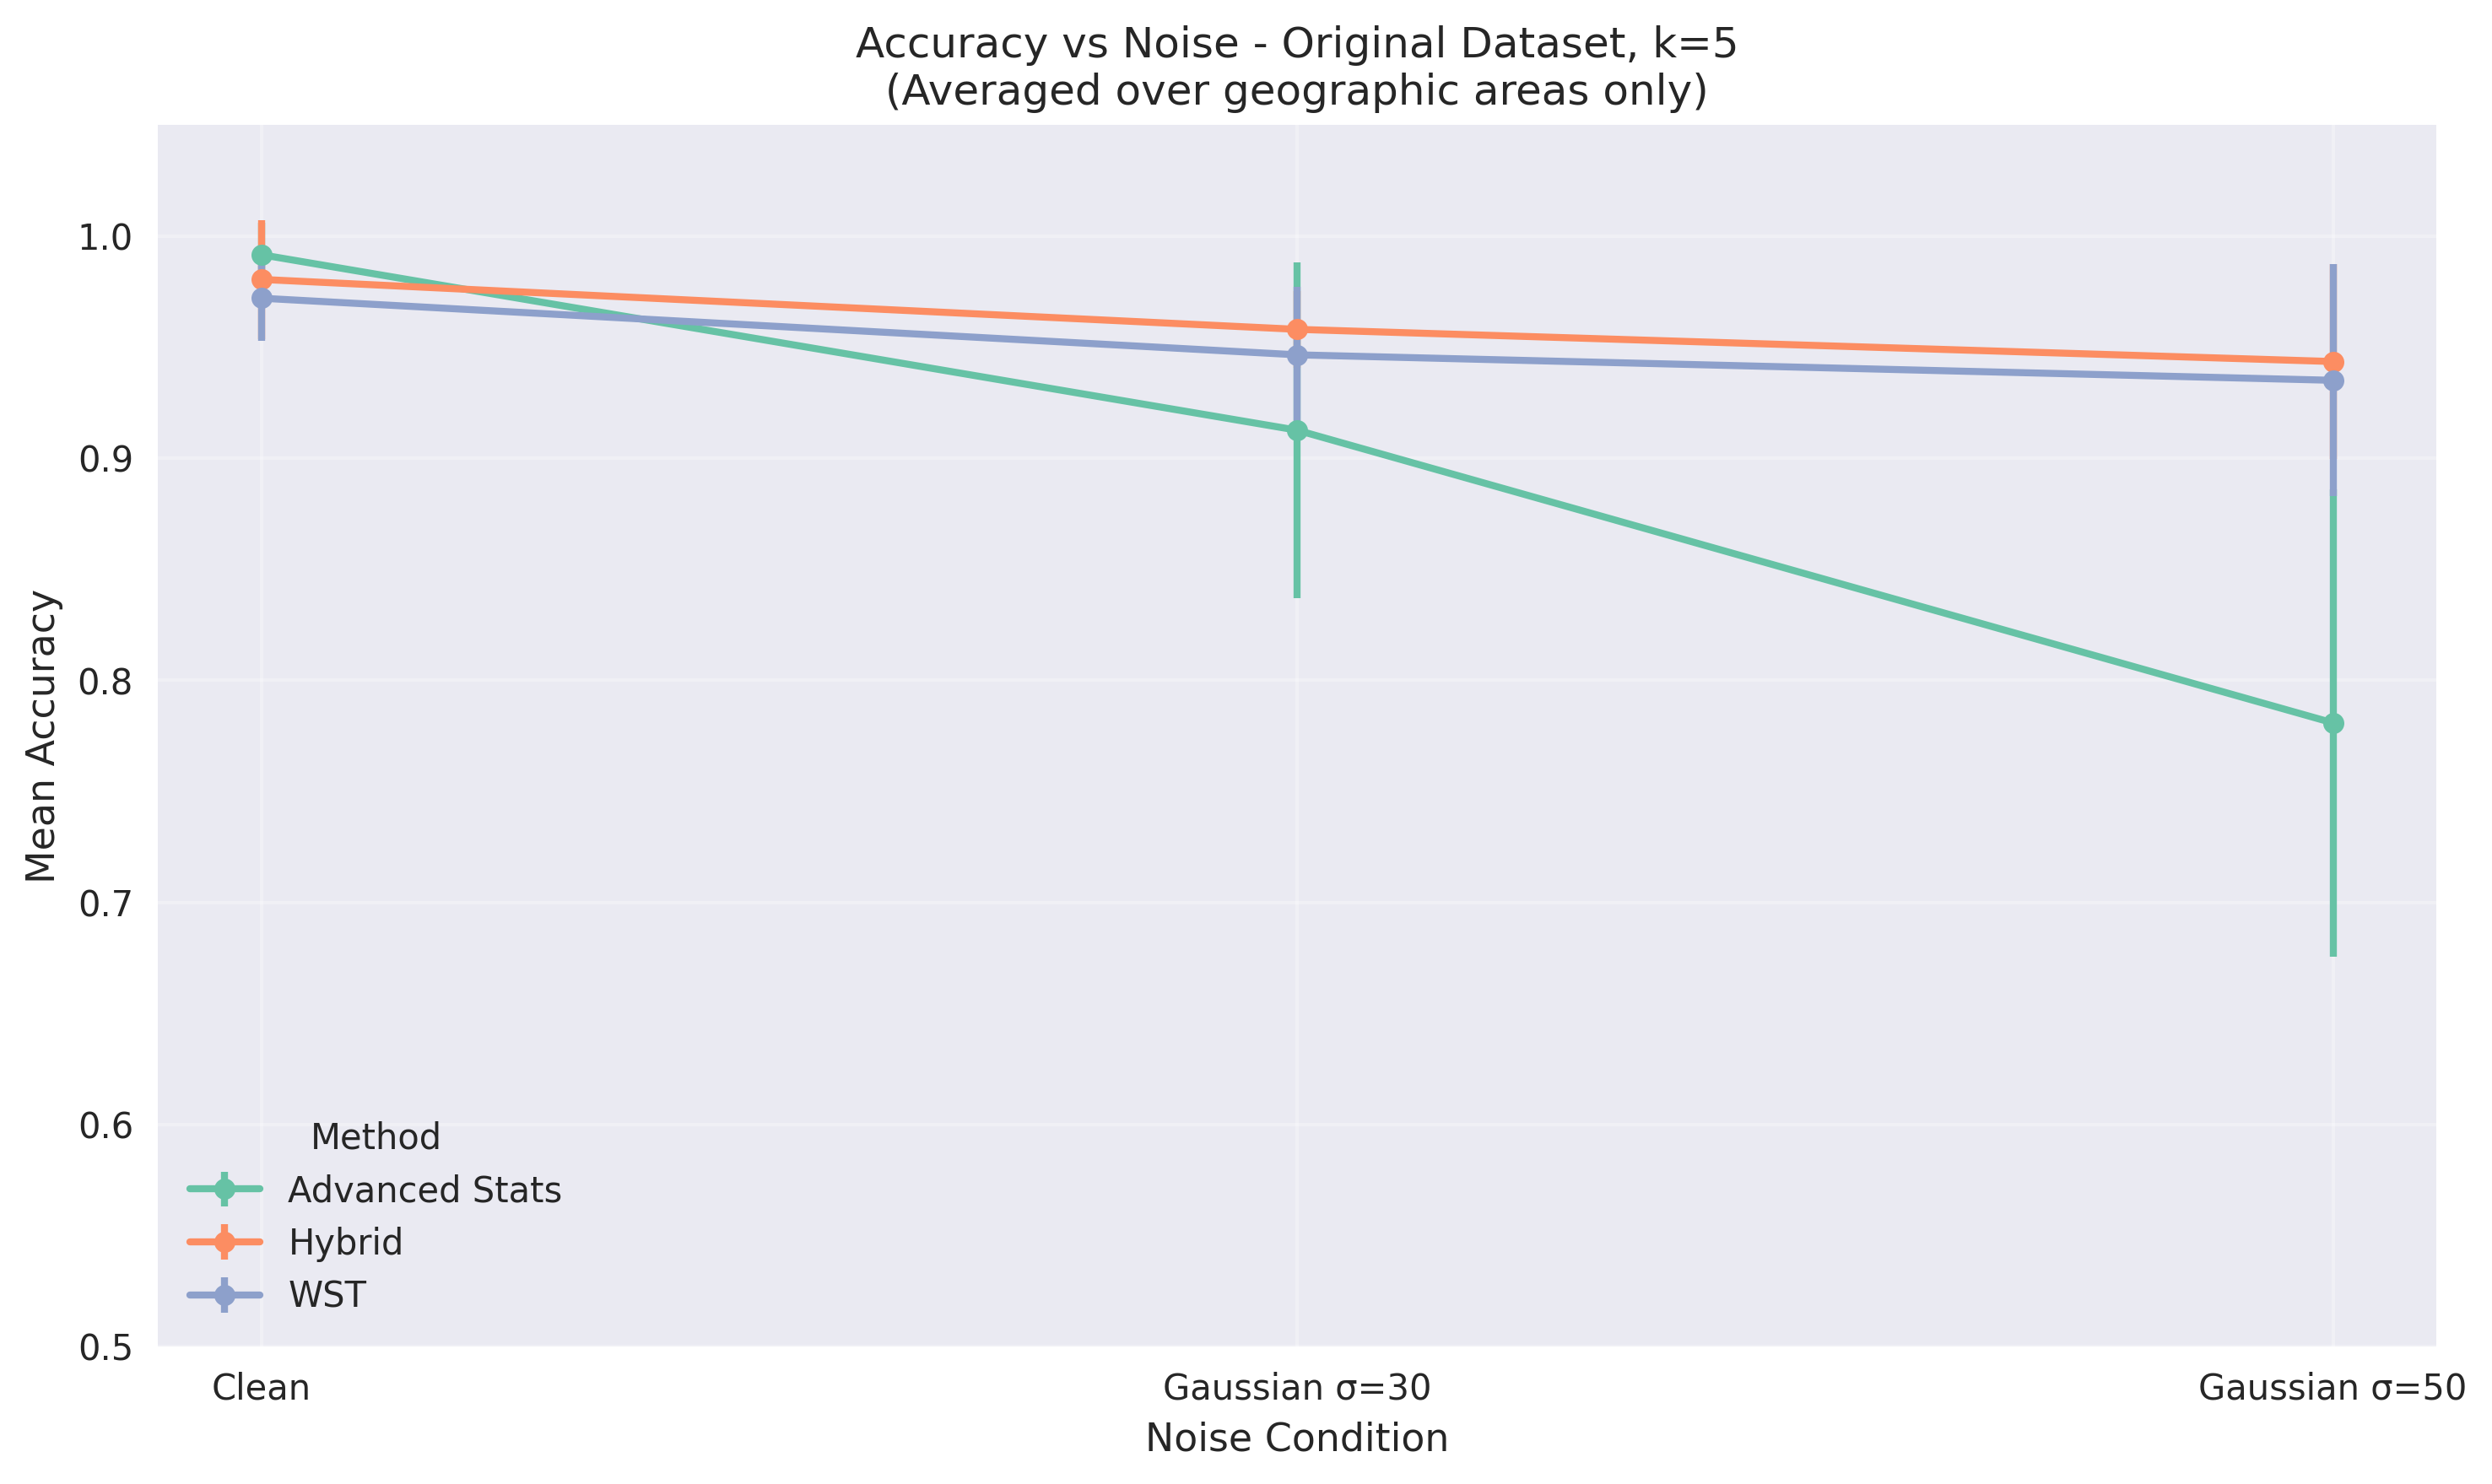 Accuracy vs Noise - Original Dataset, k=5
(Averaged over geographic areas only)
Mean Accuracy
1.0
0.9
0.8
0.7
0.6
0.5
Method
Advanced Stats
Hybrid
WST
Clean
Gaussian σ=30
Gaussian σ=50
Noise Condition